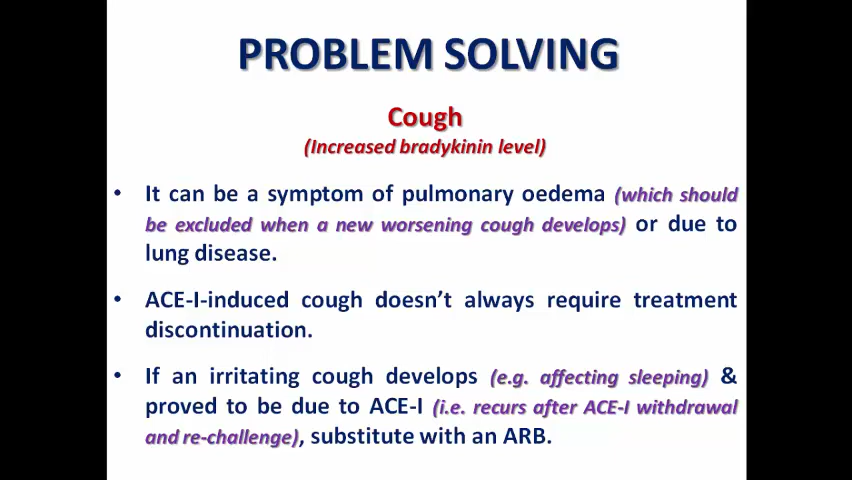 PROBLEM SOLVING
Cough
(Increased bradykinin level)
• It can be a symptom of pulmonary oedema (which should
be excluded when a new worsening cough develops) or due to
lung disease.
• ACE-I-induced cough doesn't always require treatment
discontinuation.
• If an irritating cough develops (e.g. affecting sleeping) &
proved to be due to ACE-I (i.e. recurs after ACE-I withdrawal
and re-challenge), substitute with an ARB.